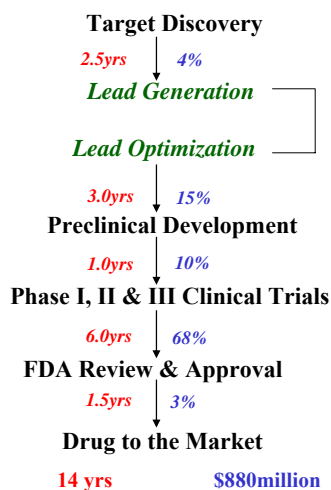 Target Discovery
2.5yrs 4%
Lead Generation
Lead Optimization
3.0yrs 15%
Preclinical Development
1.0yrs 10%
Phase I, II & III Clinical Trials
6.0yrs 68%
FDA Review & Approval
1.5yrs 3%
Drug to the Market
14 yrs $880million